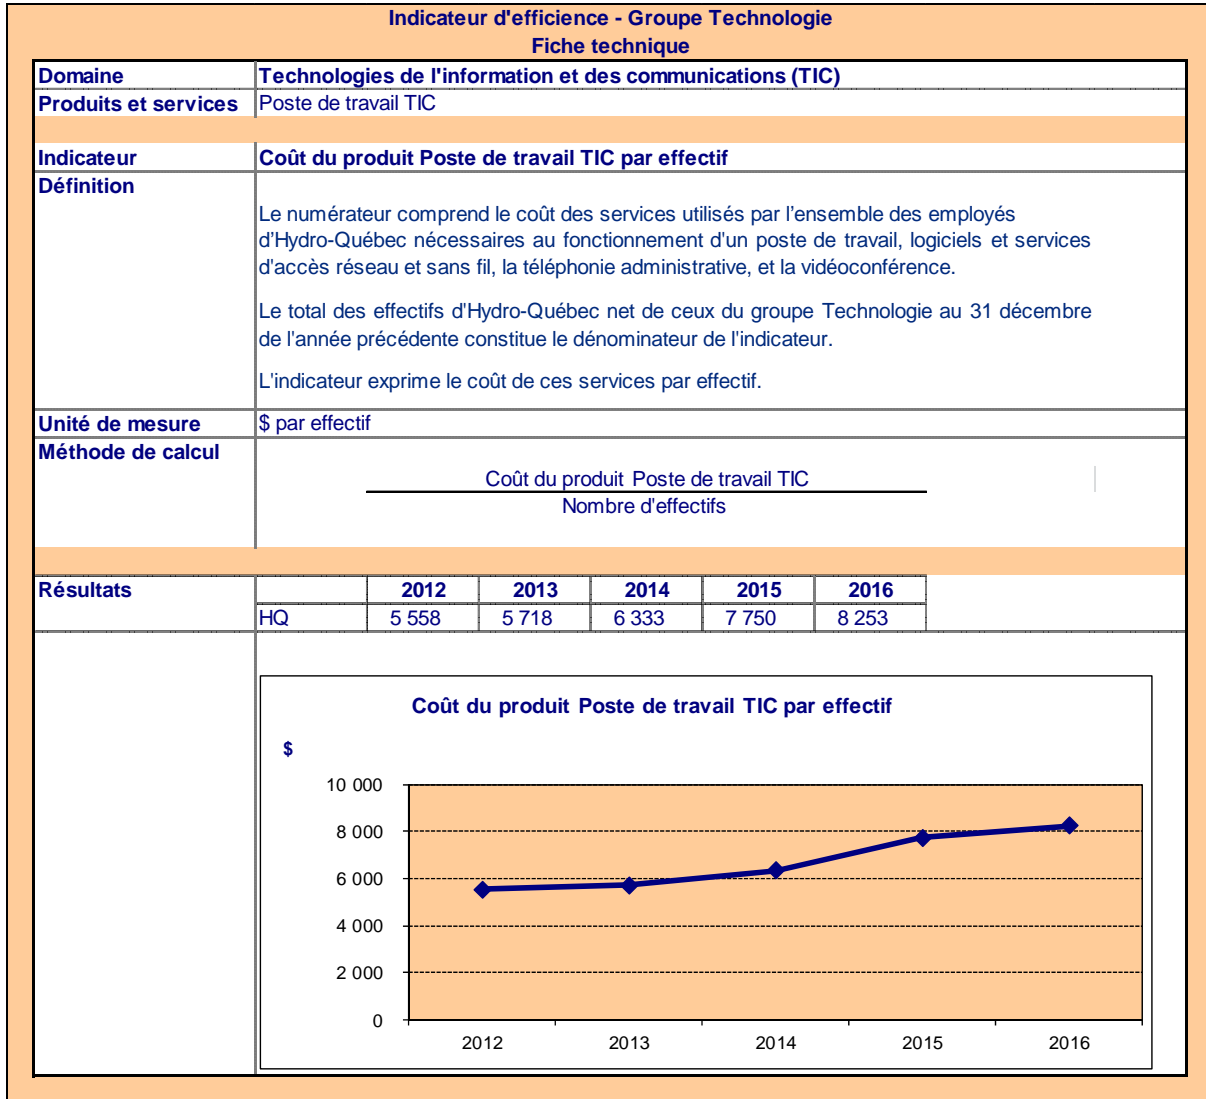 Indicateur d'efficience - Groupe Technologie
Fiche technique
Domaine Technologies de l'information et des communications (TIC)
Produits et services Poste de travail TIC
Indicateur Coût du produit Poste de travail TIC par effectif
Définition
Le numérateur comprend le coût des services utilisés par l'ensemble des employés
d'Hydro-Québec nécessaires au fonctionnement d'un poste de travail, logiciels et services
d'accès réseau et sans fil, la téléphonie administrative, et la vidéoconférence.
Le total des effectifs d'Hydro-Québec net de ceux du groupe Technologie au 31 décembre
de l'année précédente constitue le dénominateur de l'indicateur.
L'indicateur exprime le coût de ces services par effectif.
Unité de mesure $ par effectif
Méthode de calcul
Coût du produit Poste de travail TIC
Nombre d'effectifs
Résultats 2012 2013 2014 2015 2016
HQ 5 558 5 718 6 333 7 750 8 253
Coût du produit Poste de travail TIC par effectif
$
10 000
8 000
6 000
4 000
2 000
0
2012 2013 2014 2015 2016